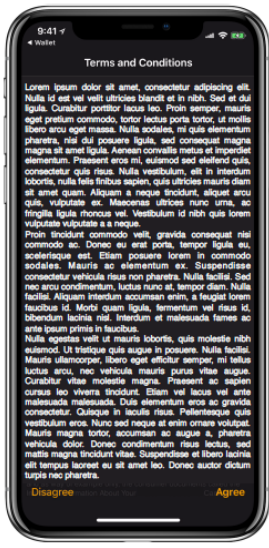 9:41
Wallet
Terms and Conditions
Lorem ipsum dolor sit amet, consectetur adipiscing elit.
Nulla id est vel velit ultricies blandit et in nibh. Sed et dui
ligula. Curabitur porttitor lacus leo. Proin semper, mauris
eget pretium commodo, tortor lectus porta tortor, ut mollis
libero arcu eget massa. Nulla sodales, mi quis elementum
pharetra, nisi dui posuere ligula, sed consequat magna
magna sit amet ligula. Aenean convallis metus et imperdiet
elementum. Praesent eros mi, euismod sed eleifend quis,
consectetur quis risus. Nulla vestibulum, elit in interdum
lobortis, nulla felis finibus sapien, quis ultricies mauris diam
sit amet quam. Aliquam a neque tincidunt, aliquet arcu
quis, vulputate ex. Maecenas ultrices nunc urna, ac
fringilla ligula rhoncus vel. Vestibulum id nibh quis lorem
vulputate vulputate a a neque.
Proin tincidunt commodo velit, gravida consequat nisi
commodo ac. Donec eu erat porta, tempor ligula eu,
scelerisque est. Etiam posuere lorem in commodo
sodales. Mauris ac elementum ex. Suspendisse
consectetur vehicula risus non pharetra. Nulla facilisi. Sed
nec arcu condimentum, luctus nunc at, tempor diam. Nulla
facilisi. Aliquam interdum accumsan enim, a feugiat lorem
faucibus id. Morbi quam ligula, fermentum vel risus id,
bibendum lacinia nisl. Interdum et malesuada fames ac
ante ipsum primis in faucibus.
Nulla egestas velit ut mauris lobortis, quis molestie nibh
euismod. Ut tristique quis augue in posuere. Nulla facilisi.
Mauris ullamcorper, libero eget efficitur semper, mi tellus
luctus arcu, nec vehicula mauris purus vitae augue.
Curabitur vitae molestie magna. Praesent ac sapien
cursus leo viverra tincidunt. Etiam vel lacus vel ante
malesuada malesuada. Duis elementum eros ac gravida
consectetur. Quisque in iaculis risus. Pellentesque quis
vestibulum eros. Nunc sed neque at enim ornare volutpat.
Mauris magna tortor, accumsan ac augue a, pharetra
vehicula dolor. Donec condimentum risus lectus, sed
mattis magna tincidunt vitae. Suspendisse et libero lacinia
elit tempus laoreet eu sit amet leo. Donec auctor dictum
turpis nec pharetra.
Disagree Agree